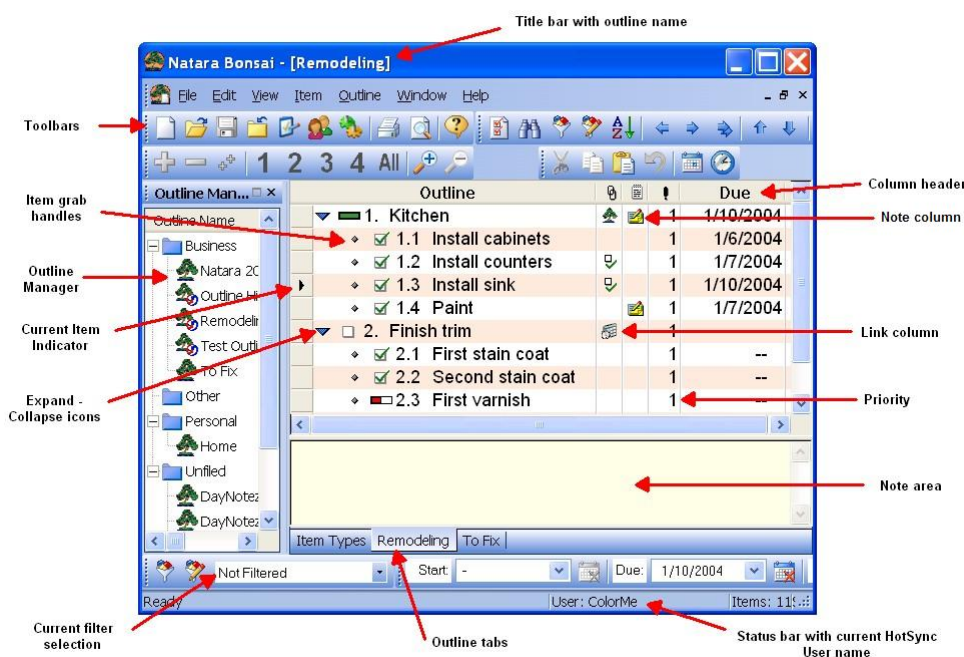 Title bar with outline name
Natara Bonsai - [Remodeling]
File Edit View Item Outline Window Help
Toolbars
1 2 3 4 All
Outline Man...
Outline Due
Column header
Item grab
handles
Outline Name
1. Kitchen 1 1/10/2004
Note column
Business
1.1 Install cabinets 1 1/6/2004
Outline
Manager
Natara 20
1.2 Install counters 1 1/7/2004
Outline Hi
1.3 Install sink 1 1/10/2004
Current Item
Indicator
Remodelin
1.4 Paint 1 1/7/2004
Test Outli
2. Finish trim 1
Link column
To Fix
2.1 First stain coat 1 --
Expand -
Collapse icons
Other
2.2 Second stain coat 1 --
Personal
2.3 First varnish 1 --
Priority
Home
Unfiled
DayNotez
DayNotez
Note area
Item Types Remodeling To Fix
Not Filtered Start: - Due: 1/10/2004
Ready User: ColorMe Items: 11
Current filter
selection
Outline tabs
Status bar with current HotSync
User name